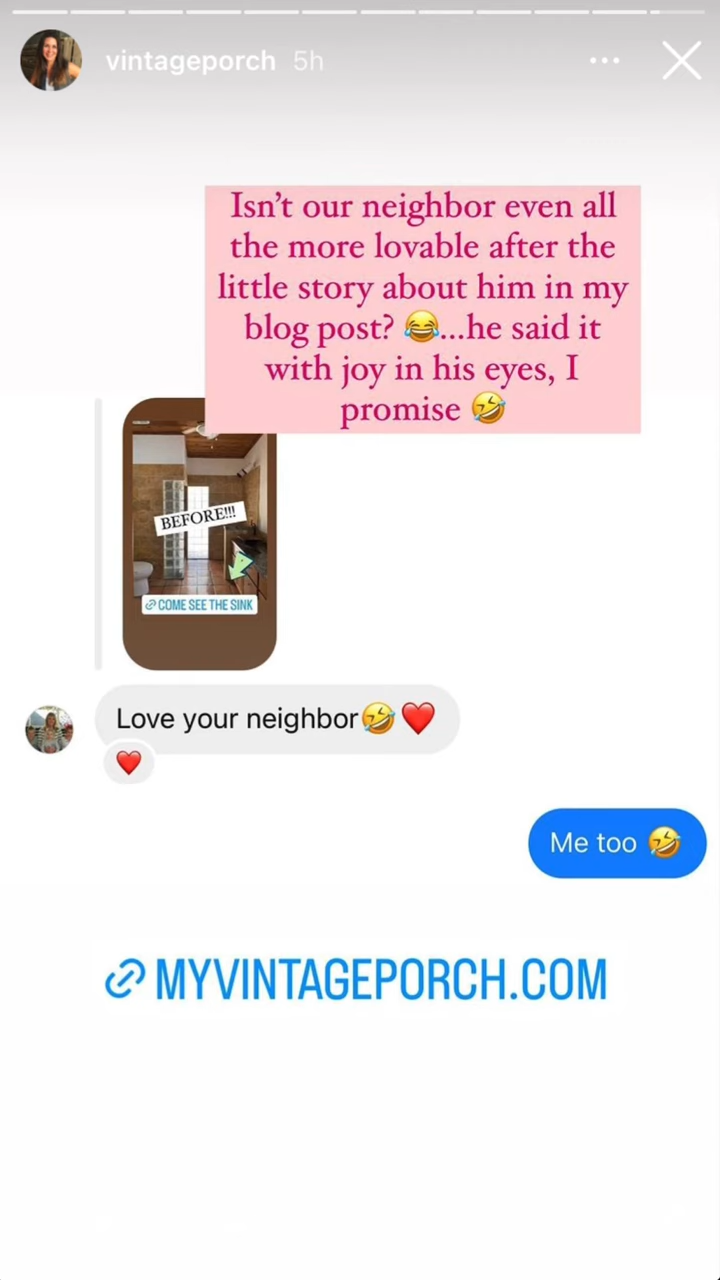 vintageporch 5h
Isn’t our neighbor even all
the more lovable after the
little story about him in my
blog post? 😂...he said it
with joy in his eyes, I
promise 🤣
BEFORE!!!
COME SEE THE SINK
Love your neighbor🤣❤️
❤️
Me too 🤣
MYVINTAGEPORCH.COM